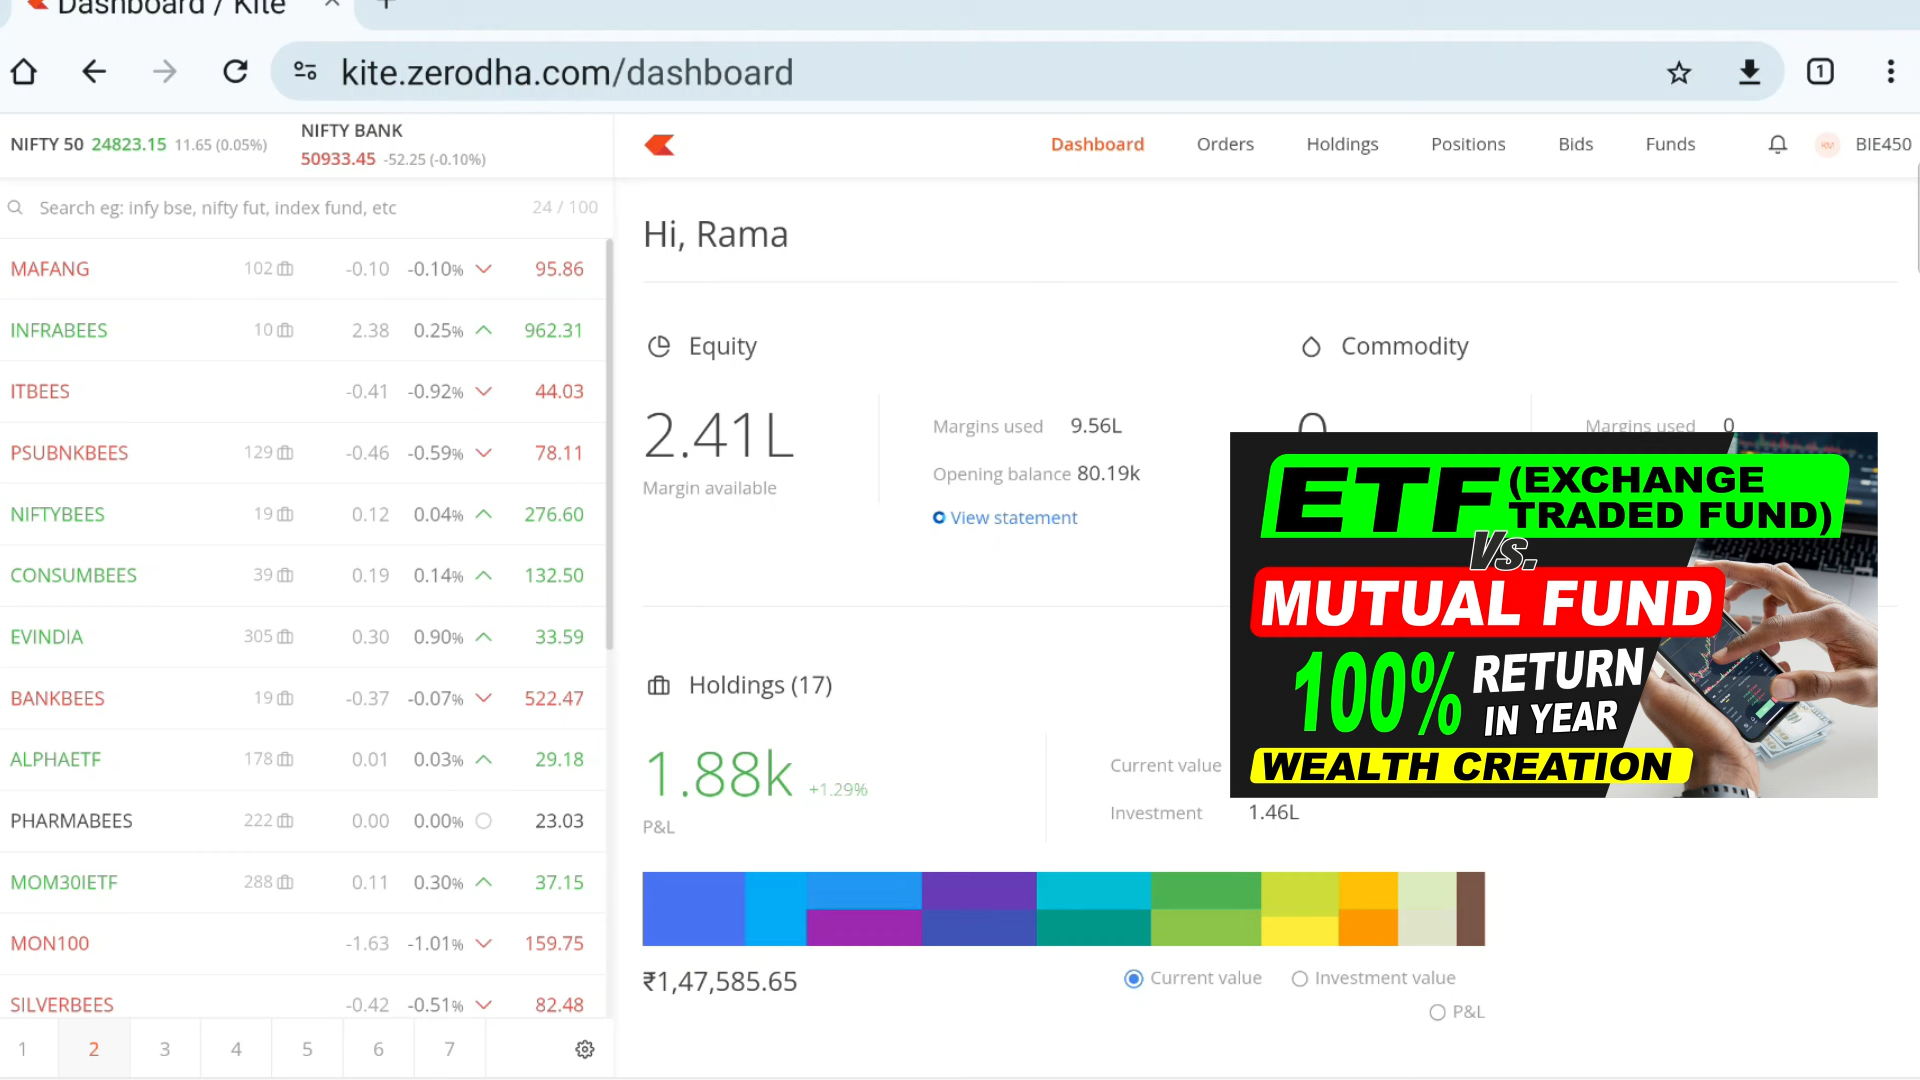 Dashboard / Kite
kite.zerodha.com/dashboard
1
NIFTY 50 24823.15 11.65 (0.05%)
NIFTY BANK
50933.45 -52.25 (-0.10%)
Dashboard Orders Holdings Positions Bids Funds RM BIE450
Search eg: infy bse, nifty fut, index fund, etc 24 / 100
MAFANG 102 -0.10 -0.10% 95.86
INFRABEES 10 2.38 0.25% 962.31
ITBEES -0.41 -0.92% 44.03
PSUBNKBEES 129 -0.46 -0.59% 78.11
NIFTYBEES 19 0.12 0.04% 276.60
CONSUMBEES 39 0.19 0.14% 132.50
EVINDIA 305 0.30 0.90% 33.59
BANKBEES 19 -0.37 -0.07% 522.47
ALPHAETF 178 0.01 0.03% 29.18
PHARMABEES 222 0.00 0.00% 23.03
MOM30IETF 288 0.11 0.30% 37.15
MON100 -1.63 -1.01% 159.75
SILVERBEES -0.42 -0.51% 82.48
1 2 3 4 5 6 7
Hi, Rama
Equity
2.41L
Margin available
Margins used 9.56L
Opening balance 80.19k
View statement
Commodity
Margins used 0
ETF (EXCHANGE
TRADED FUND)
Vs.
MUTUAL FUND
100% RETURN
IN YEAR
WEALTH CREATION
Holdings (17)
1.88k +1.29%
P&L
Current value
Investment 1.46L
₹1,47,585.65
Current value Investment value
P&L